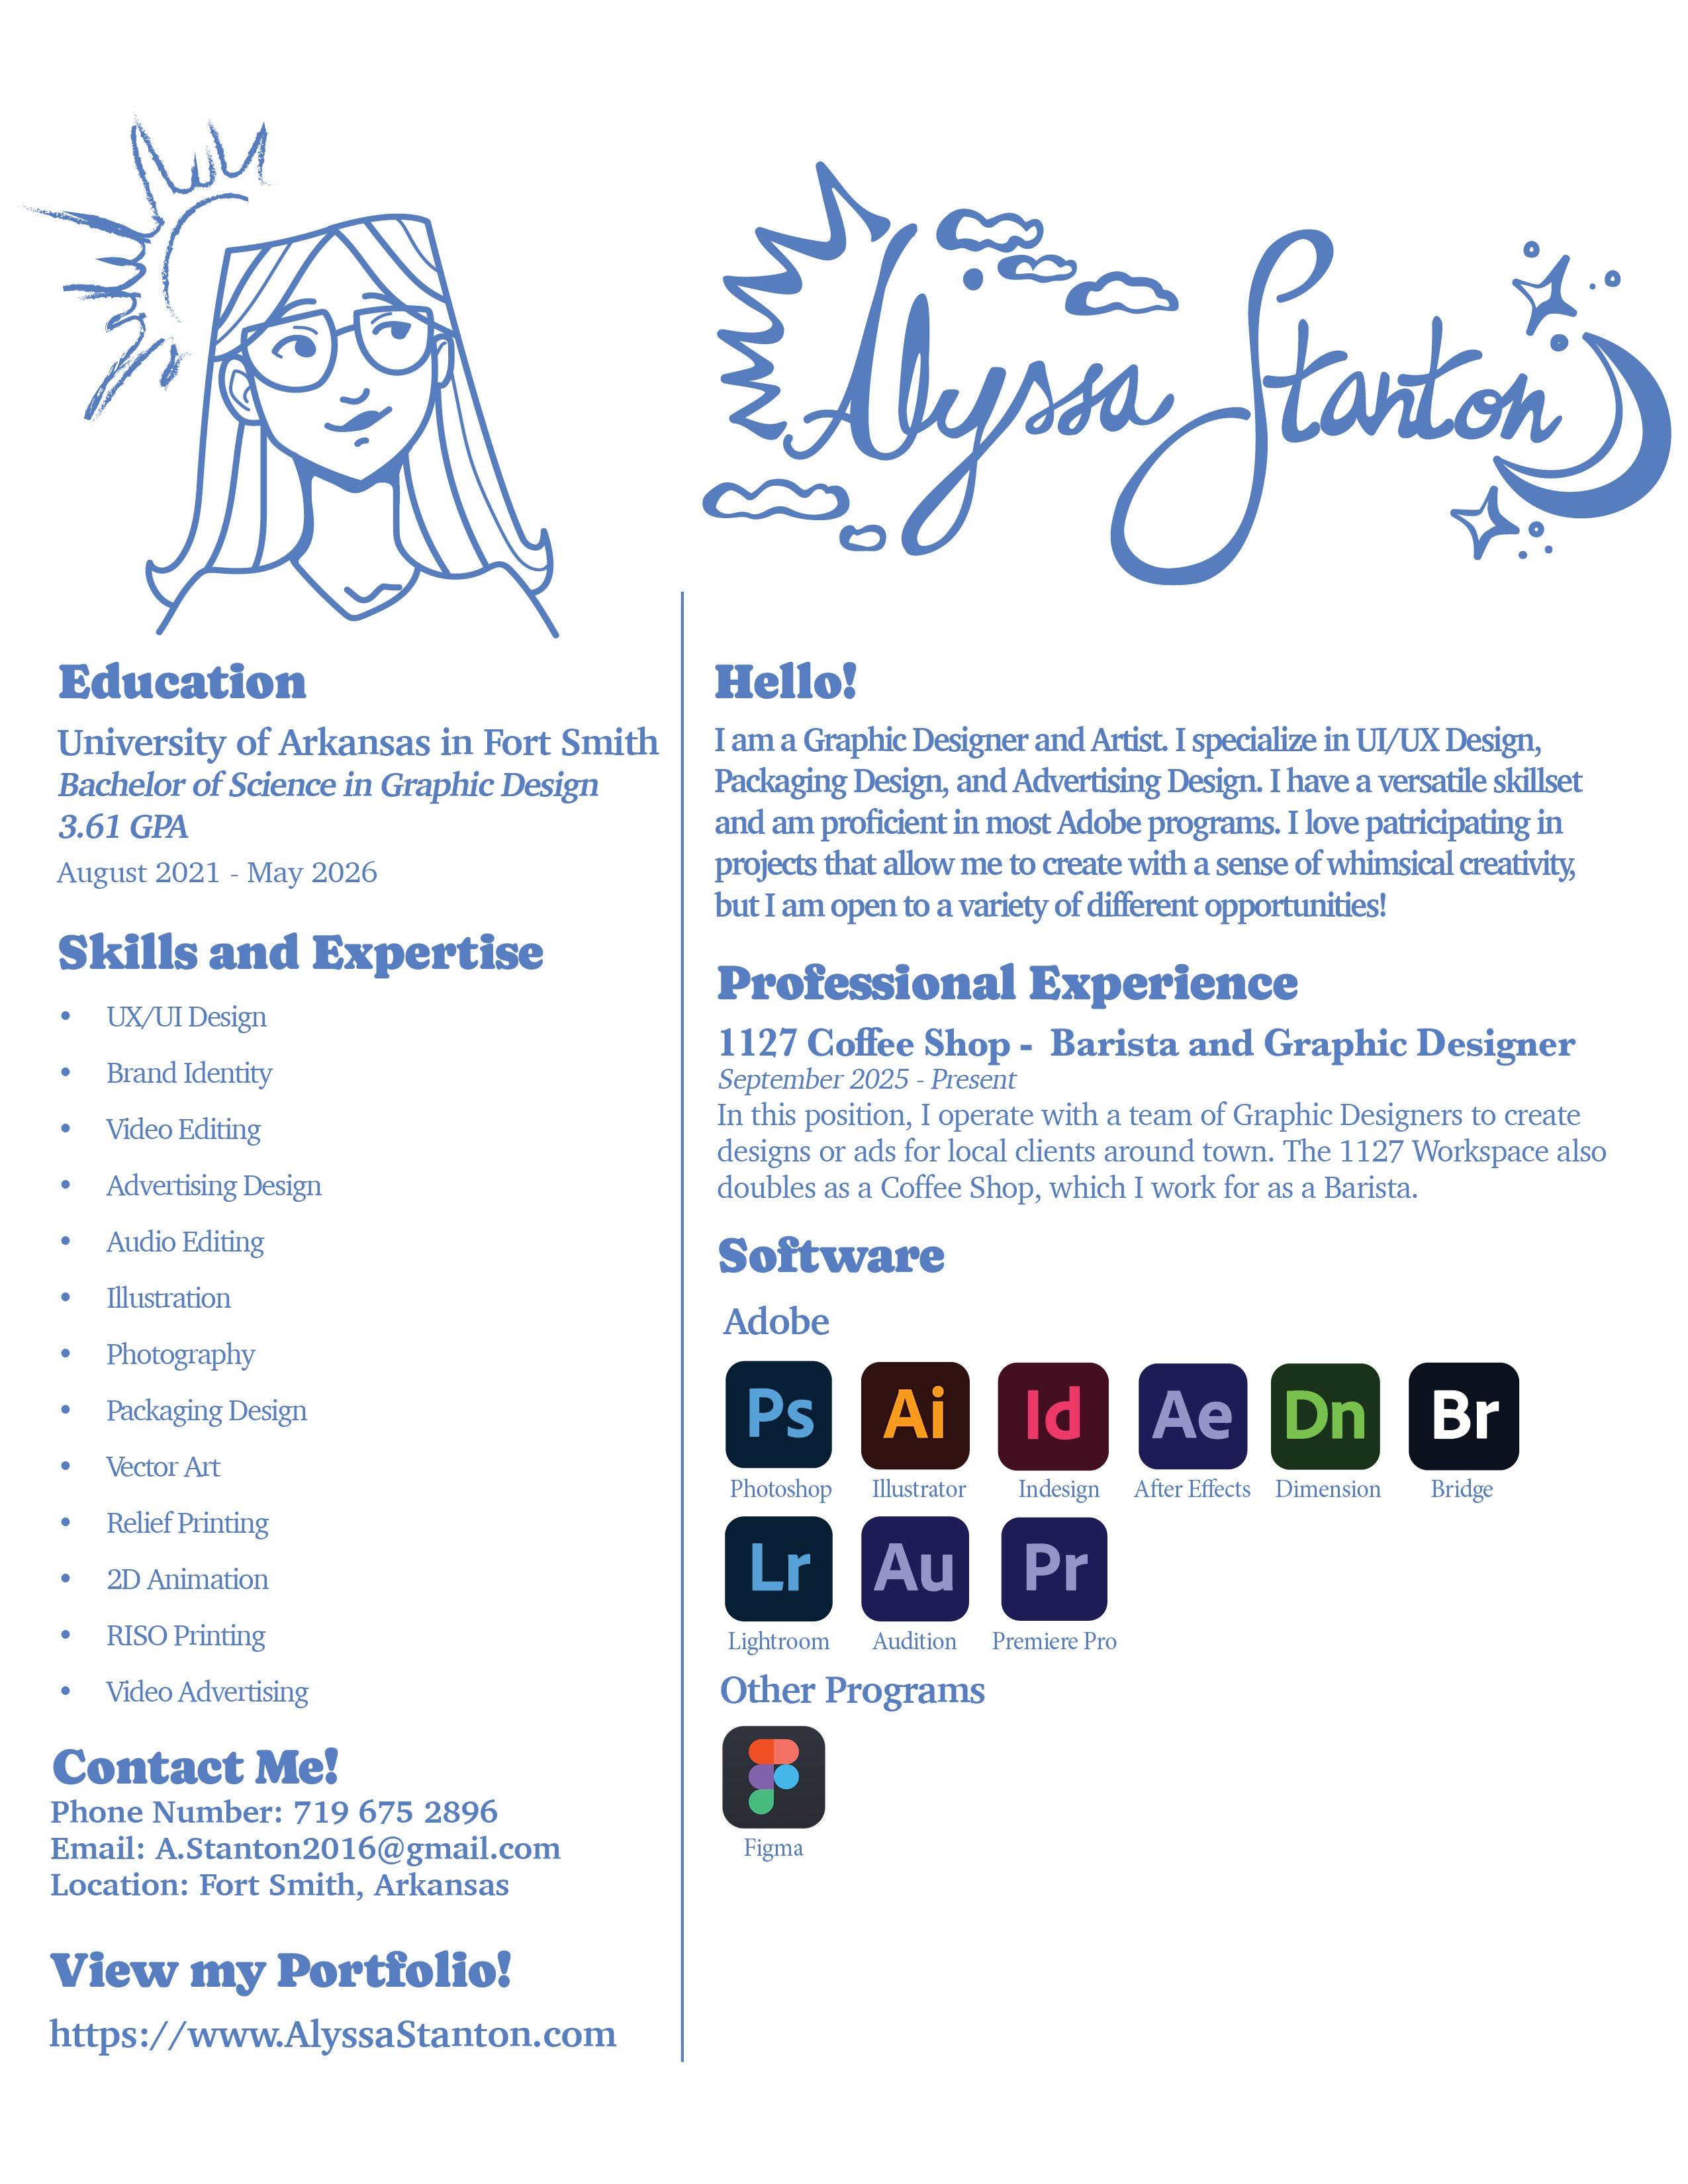 Alyssa Stanton
Education
University of Arkansas in Fort Smith
Bachelor of Science in Graphic Design
3.61 GPA
August 2021 - May 2026
Skills and Expertise
• UX/UI Design
• Brand Identity
• Video Editing
• Advertising Design
• Audio Editing
• Illustration
• Photography
• Packaging Design
• Vector Art
• Relief Printing
• 2D Animation
• RISO Printing
• Video Advertising
Contact Me!
Phone Number: 719 675 2896
Email: A.Stanton2016@gmail.com
Location: Fort Smith, Arkansas
View my Portfolio!
https://www.AlyssaStanton.com
Hello!
I am a Graphic Designer and Artist. I specialize in UI/UX Design,
Packaging Design, and Advertising Design. I have a versatile skillset
and am proficient in most Adobe programs. I love patricipating in
projects that allow me to create with a sense of whimsical creativity,
but I am open to a variety of different opportunities!
Professional Experience
1127 Coffee Shop - Barista and Graphic Designer
September 2025 - Present
In this position, I operate with a team of Graphic Designers to create
designs or ads for local clients around town. The 1127 Workspace also
doubles as a Coffee Shop, which I work for as a Barista.
Software
Adobe
Ps Ai Id Ae Dn Br
Photoshop Illustrator Indesign After Effects Dimension Bridge
Lr Au Pr
Lightroom Audition Premiere Pro
Other Programs
Figma